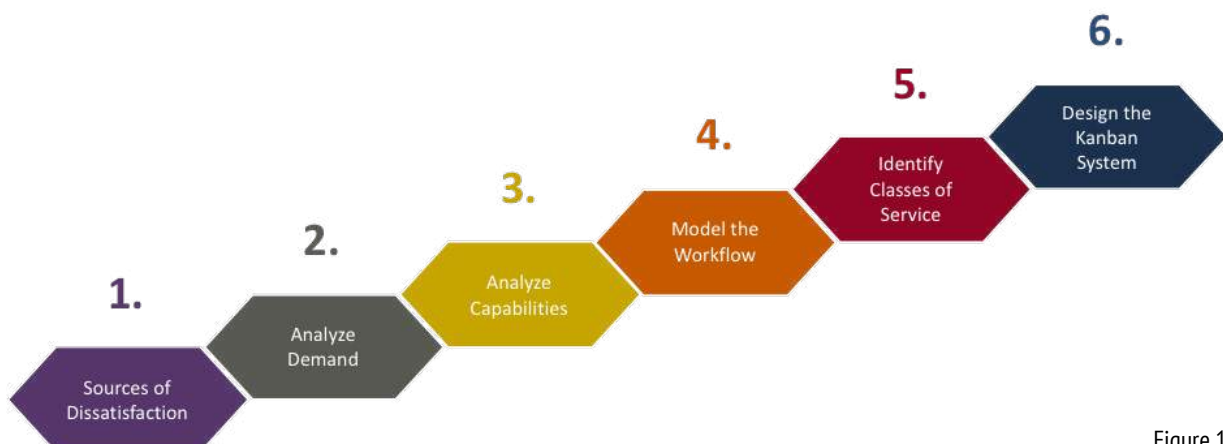 1.
Sources of
Dissatisfaction
2.
Analyze
Demand
3.
Analyze
Capabilities
4.
Model the
Workflow
5.
Identify
Classes of
Service
6.
Design the
Kanban
System
Figure 1